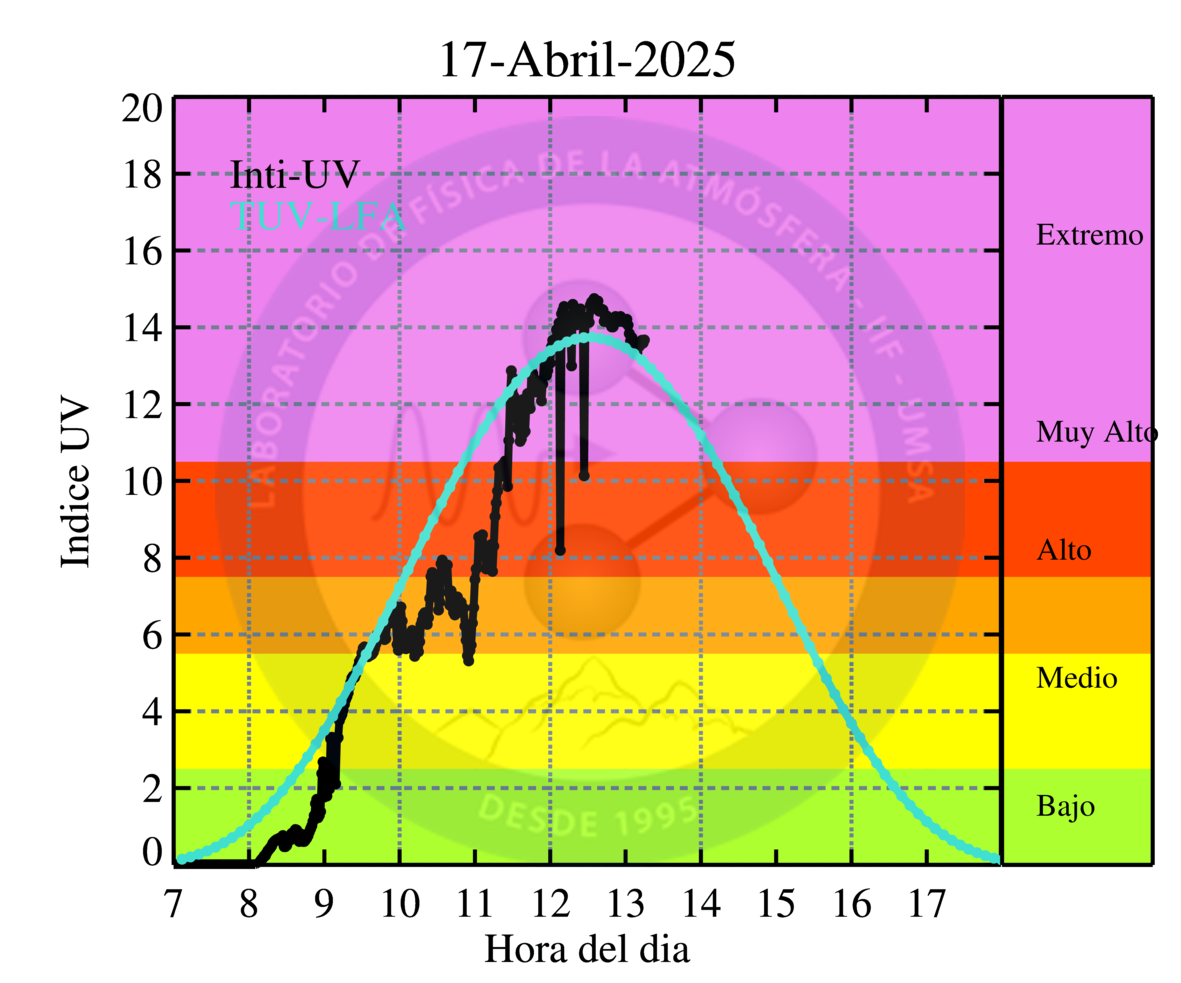 17-Abril-2025
20
18
16
14
12
10
8
6
4
2
0
Indice UV
Inti-UV
TUV-LFA
LABORATORIO DE FÍSICA DE LA ATMÓSFERA - IIF - UMSA
DESDE 1995
Extremo
Muy Alto
Alto
Medio
Bajo
7 8 9 10 11 12 13 14 15 16 17
Hora del dia